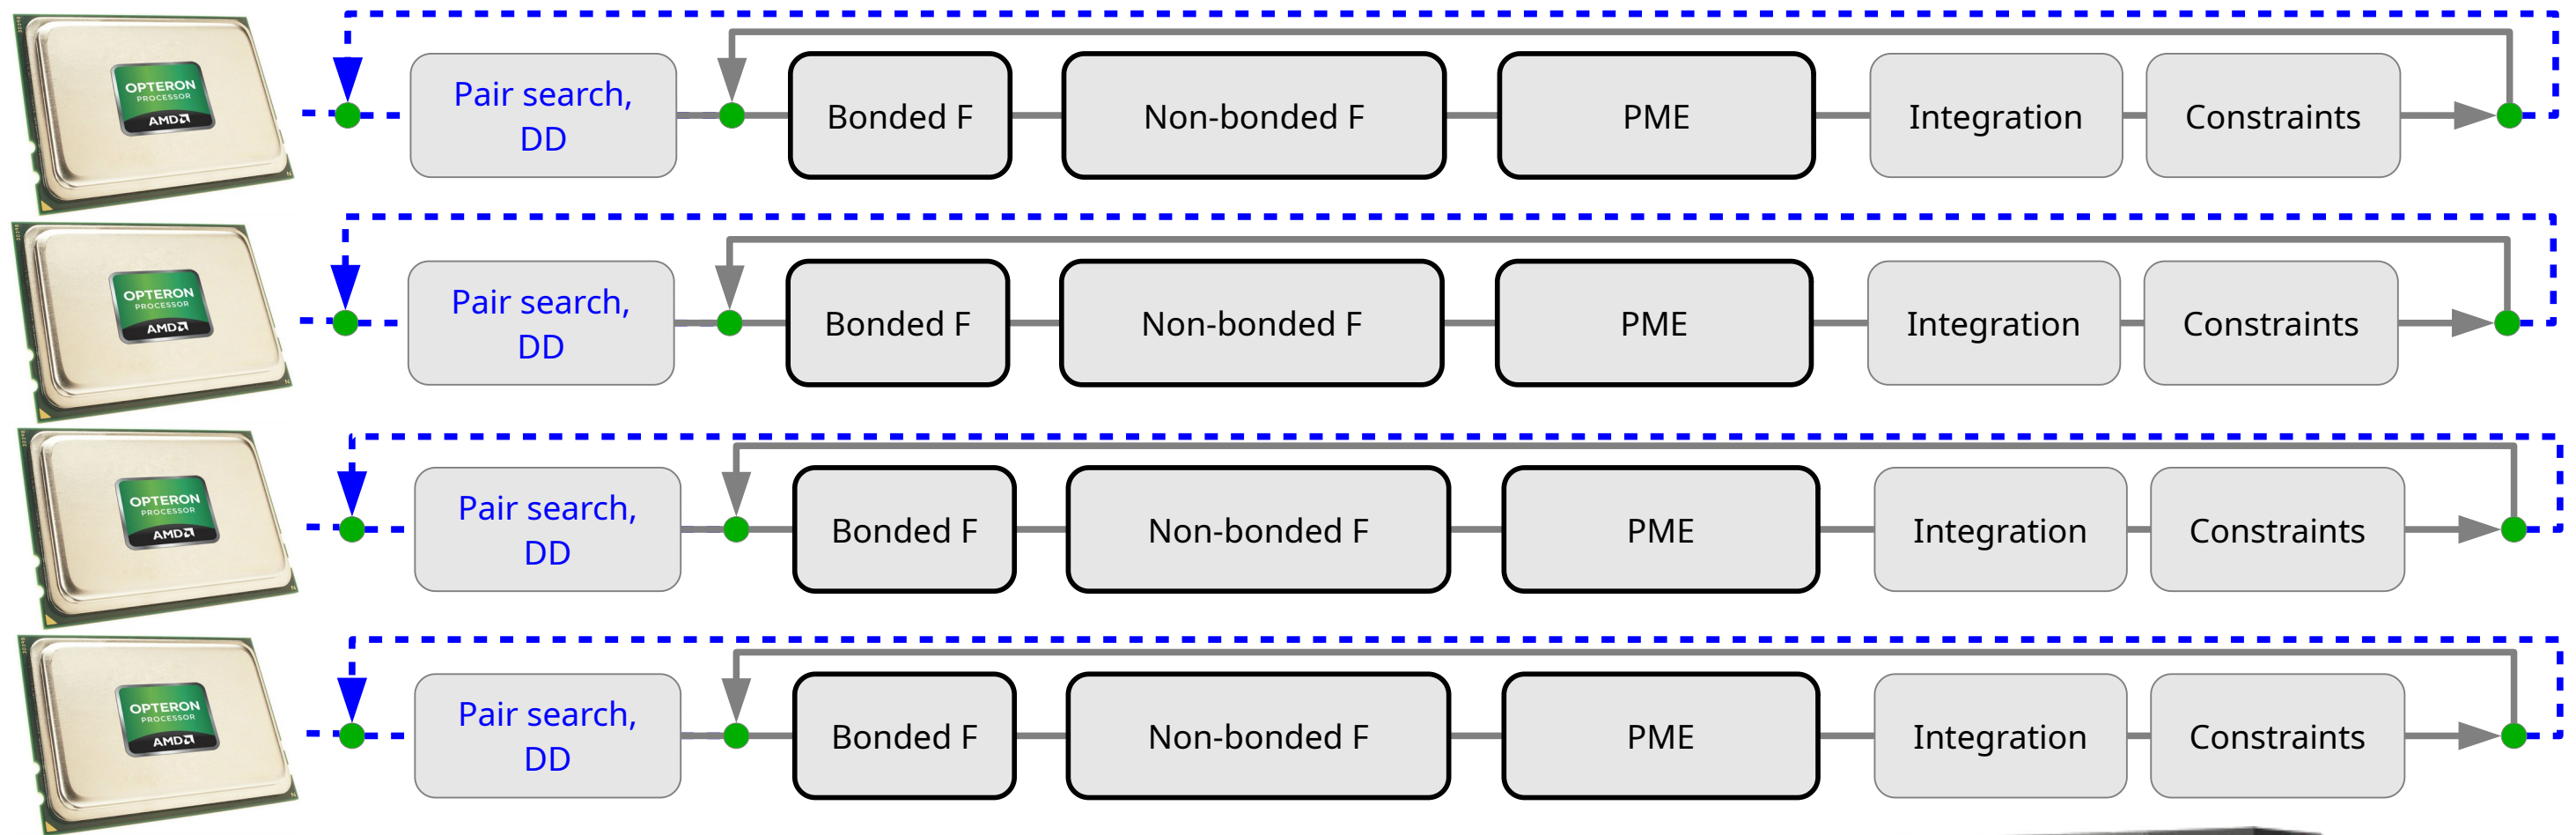 OPTERON
PROCESSOR
AMD
Pair search,
DD
Bonded F
Non-bonded F
PME
Integration
Constraints
OPTERON
PROCESSOR
AMD
Pair search,
DD
Bonded F
Non-bonded F
PME
Integration
Constraints
OPTERON
PROCESSOR
AMD
Pair search,
DD
Bonded F
Non-bonded F
PME
Integration
Constraints
OPTERON
PROCESSOR
AMD
Pair search,
DD
Bonded F
Non-bonded F
PME
Integration
Constraints